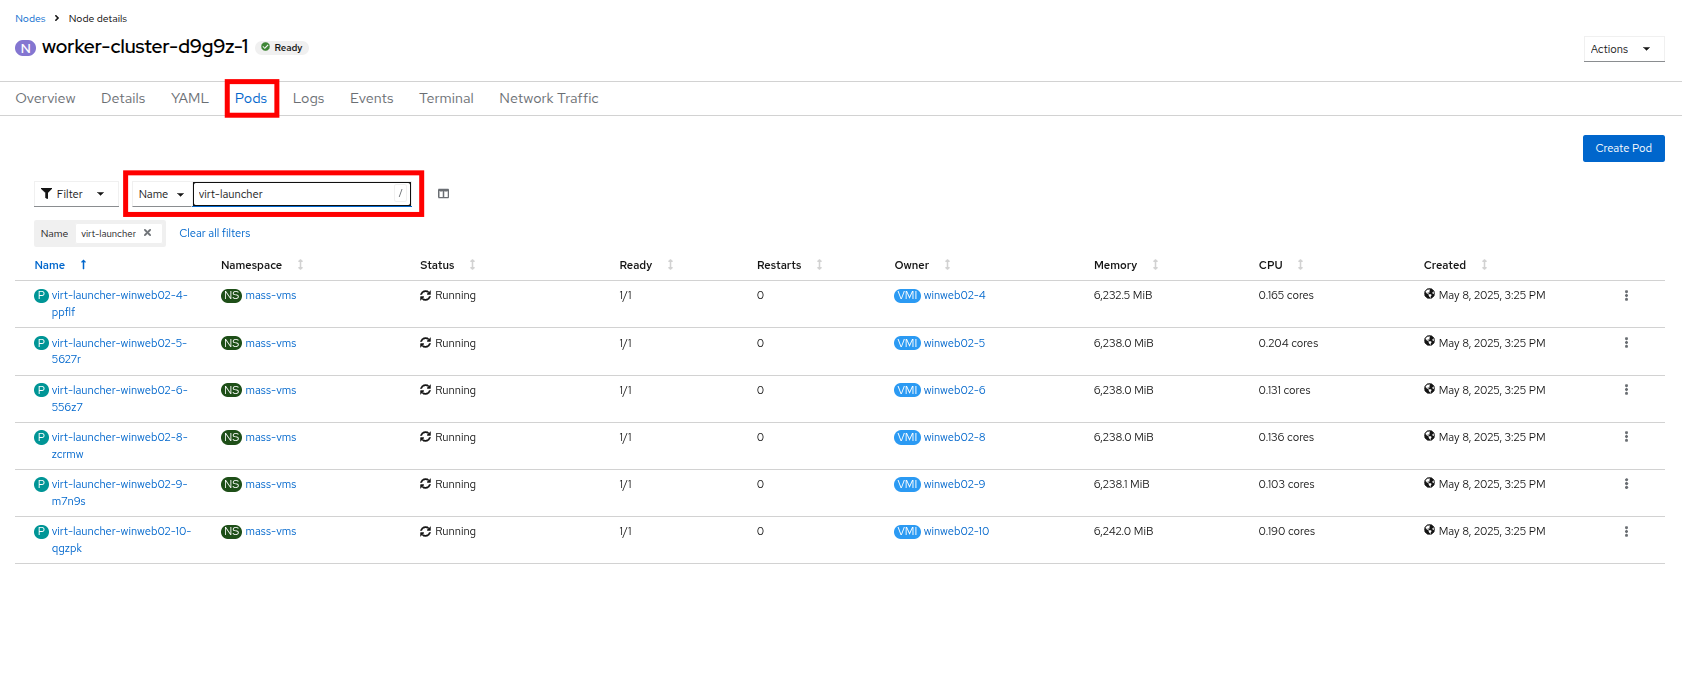 Nodes > Node details
N worker-cluster-d9g9z-1 Ready
Actions
Overview Details YAML Pods Logs Events Terminal Network Traffic
Create Pod
Filter Name virt-launcher /
Name virt-launcher × Clear all filters
Name Namespace Status Ready Restarts Owner Memory CPU Created
P virt-launcher-winweb02-4- NS mass-vms Running 1/1 0 VMI winweb02-4 6,232.5 MiB 0.165 cores May 8, 2025, 3:25 PM
ppflf
P virt-launcher-winweb02-5- NS mass-vms Running 1/1 0 VMI winweb02-5 6,238.0 MiB 0.204 cores May 8, 2025, 3:25 PM
5627r
P virt-launcher-winweb02-6- NS mass-vms Running 1/1 0 VMI winweb02-6 6,238.0 MiB 0.131 cores May 8, 2025, 3:25 PM
556z7
P virt-launcher-winweb02-8- NS mass-vms Running 1/1 0 VMI winweb02-8 6,238.0 MiB 0.136 cores May 8, 2025, 3:25 PM
zcrmw
P virt-launcher-winweb02-9- NS mass-vms Running 1/1 0 VMI winweb02-9 6,238.1 MiB 0.103 cores May 8, 2025, 3:25 PM
m7n9s
P virt-launcher-winweb02-10- NS mass-vms Running 1/1 0 VMI winweb02-10 6,242.0 MiB 0.190 cores May 8, 2025, 3:25 PM
qgzpk